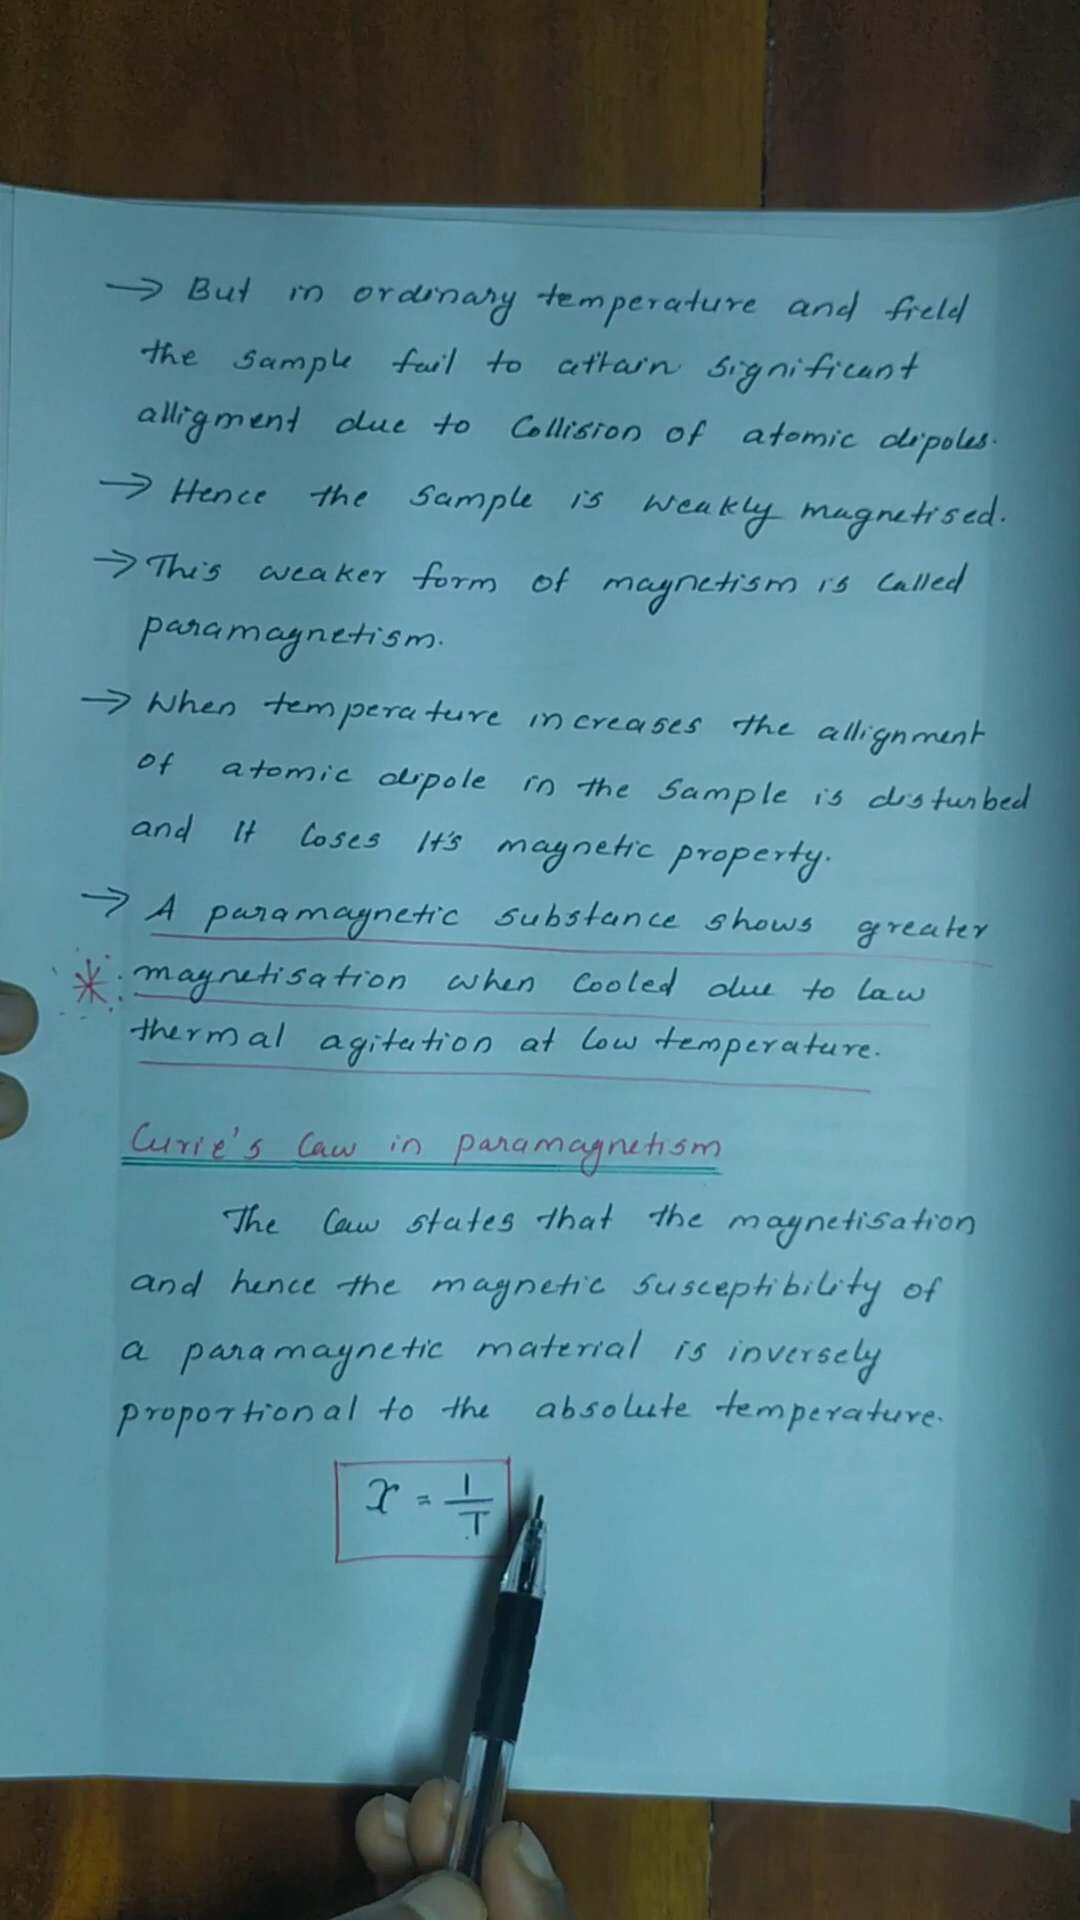 → But in ordinary temperature and field
the sample fail to attain significant
alligment due to Collision of atomic dipoles.
→ Hence the sample is weakly magnetised.
→ This weaker form of magnetism is called
paramagnetism.
→ When temperature increases the allignment
of atomic dipole in the sample is disturbed
and It loses It's magnetic property.
→ A paramagnetic substance shows greater
magnetisation when cooled due to law
thermal agitation at low temperature.
Curie's law in paramagnetism
The law states that the magnetisation
and hence the magnetic susceptibility of
a paramagnetic material is inversely
proportional to the absolute temperature.
χ = 1/T